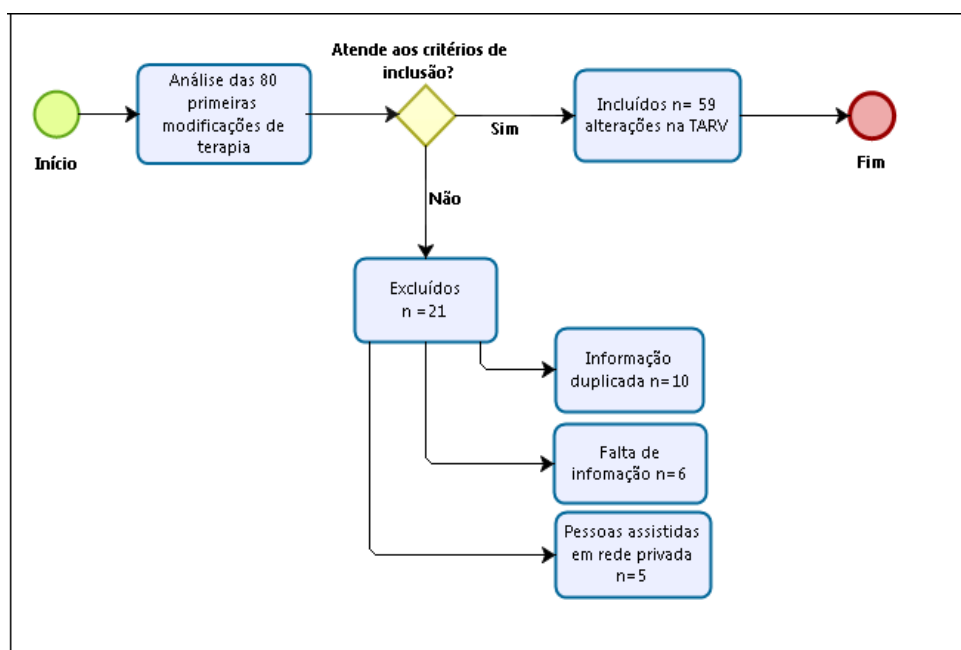 Análise das 80
primeiras
modificações de
terapia
Início
Atende aos critérios de
inclusão?
Sim
Incluídos n= 59
alterações na TARV
Fim
Não
Excluídos
n =21
Informação
duplicada n=10
Falta de
infomação n=6
Pessoas assistidas
em rede privada
n=5